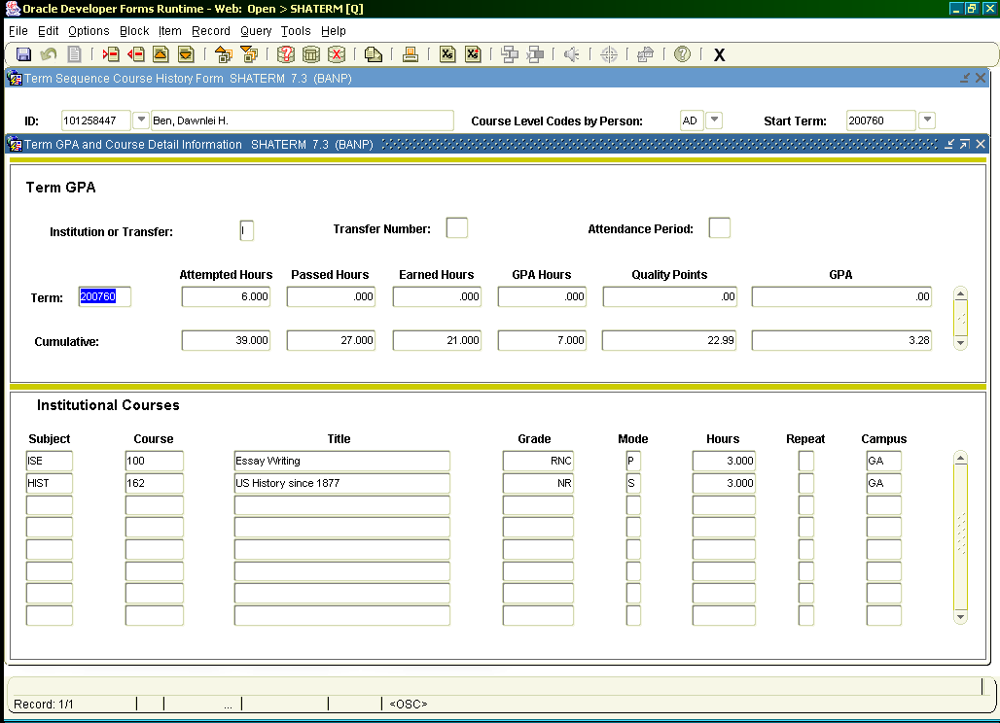 Oracle Developer Forms Runtime - Web: Open > SHATERM [Q]
File Edit Options Block Item Record Query Tools Help
Term Sequence Course History Form SHATERM 7.3 (BANP)
ID: 101258447 Ben, Dawnlei H. Course Level Codes by Person: AD Start Term: 200760
Term GPA and Course Detail Information SHATERM 7.3 (BANP)
Term GPA
Institution or Transfer: I Transfer Number: Attendance Period:
Attempted Hours Passed Hours Earned Hours GPA Hours Quality Points GPA
Term: 200760 6.000 .000 .000 .000 .00 .00
Cumulative: 39.000 27.000 21.000 7.000 22.99 3.28
Institutional Courses
Subject Course Title Grade Mode Hours Repeat Campus
ISE 100 Essay Writing RNC P 3.000 GA
HIST 162 US History since 1877 NR S 3.000 GA
Record: 1/1 ... <OSC>